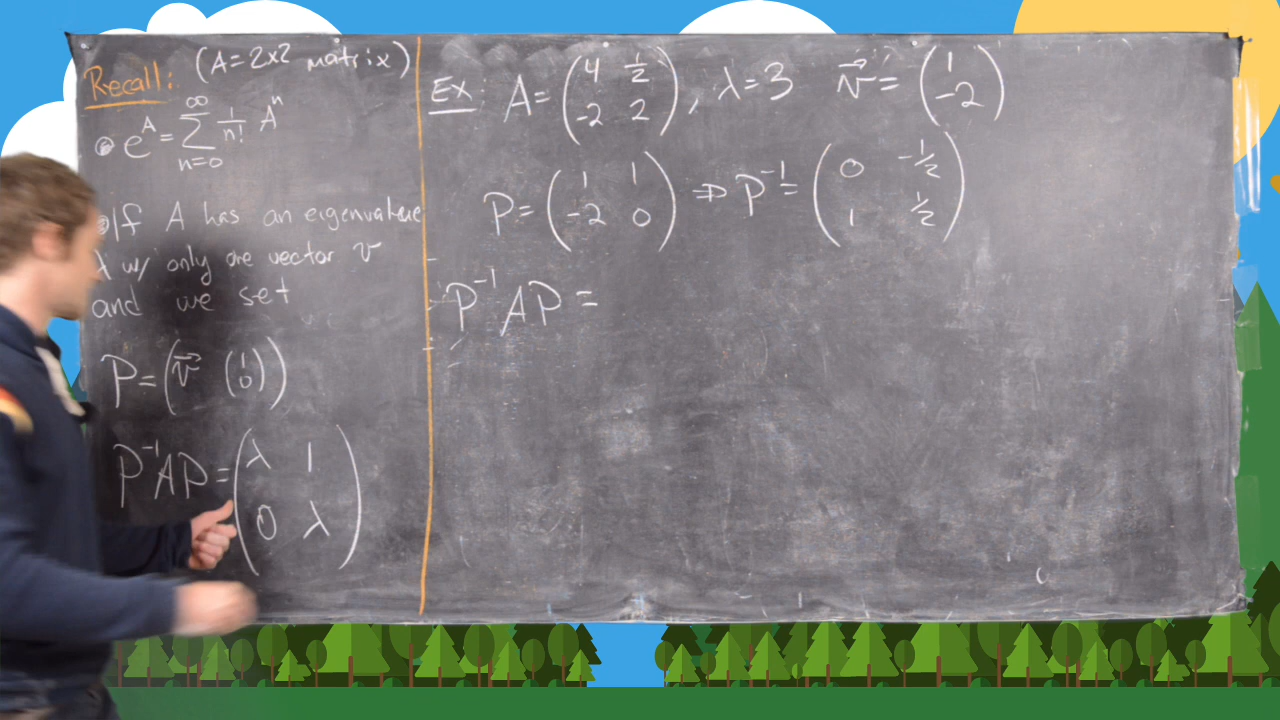 Recall: (A=2x2 matrix)
• e^A = ∑_{n=0}^{∞} 1/n! A^n
• If A has an eigenvalue
λ w/ only one vector v
and we set
P = (v⃗ (1 0))
P^{-1}AP = (λ 1
0 λ)
Ex: A = (4 1/2
-2 2), λ=3 v⃗ = (1
-2)
P = (1 1
-2 0) ⇒ P^{-1} = (0 -1/2
1 1/2)
P^{-1}AP =